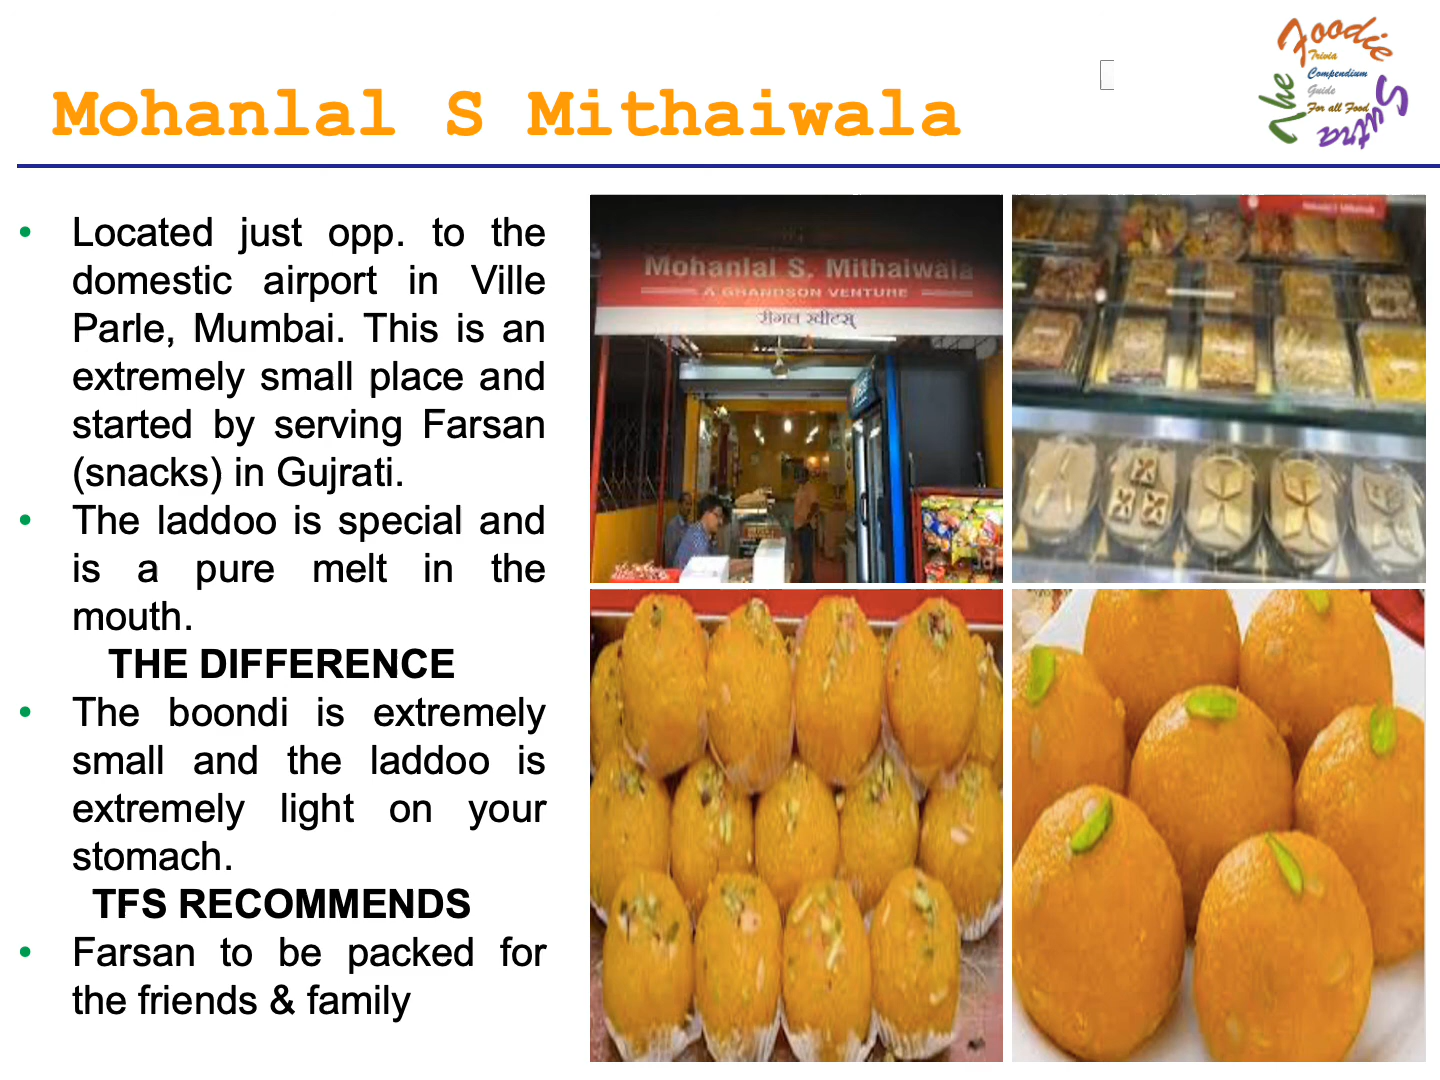 Mohanlal S Mithaiwala
The
Foodie
Sutra
Trivia
Compendium
Guide
For all Food
• Located just opp. to the
domestic airport in Ville
Parle, Mumbai. This is an
extremely small place and
started by serving Farsan
(snacks) in Gujrati.
• The laddoo is special and
is a pure melt in the
mouth.
THE DIFFERENCE
• The boondi is extremely
small and the laddoo is
extremely light on your
stomach.
TFS RECOMMENDS
• Farsan to be packed for
the friends & family
Mohanlal S. Mithaiwala
A GRANDSON VENTURE
रीगल स्वीटस्